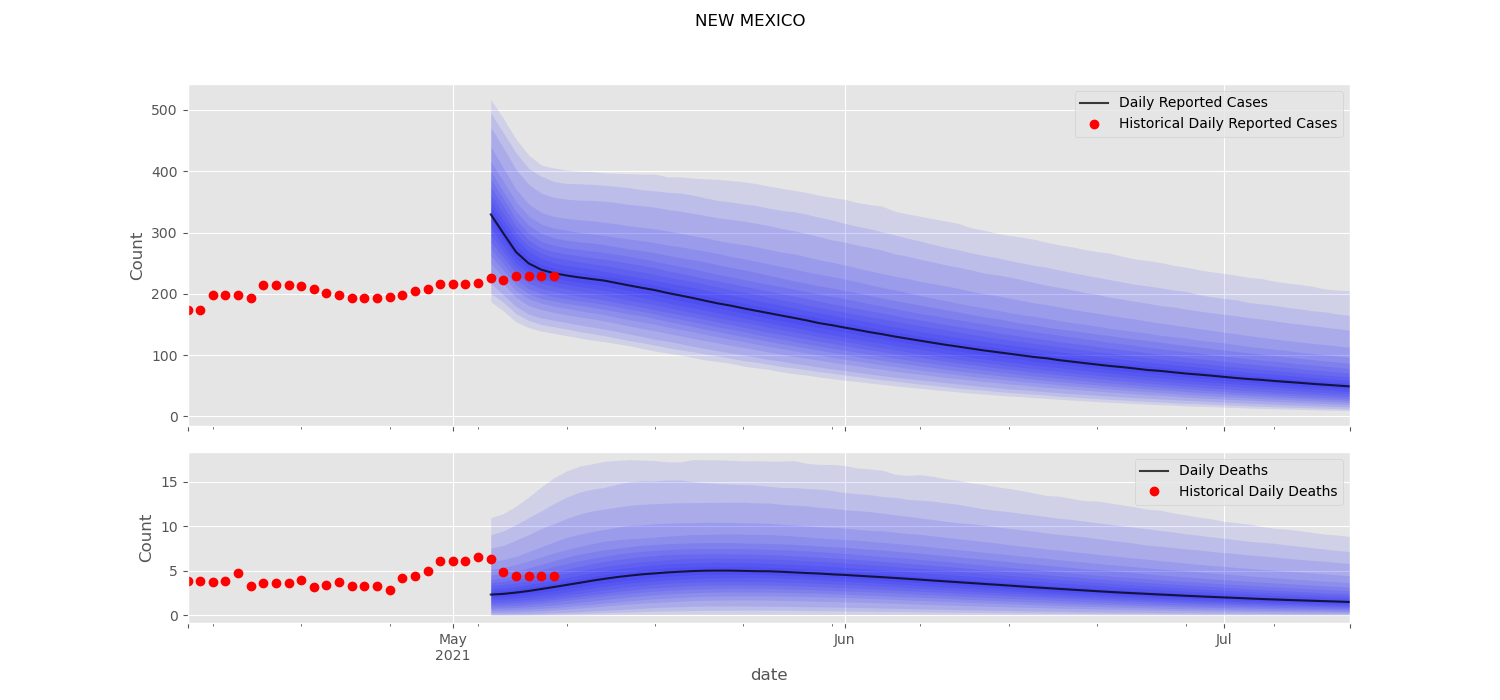 NEW MEXICO
Daily Reported Cases
Historical Daily Reported Cases
500
400
300
200
100
0
Count
Daily Deaths
Historical Daily Deaths
15
10
5
0
Count
May
2021
Jun
Jul
date